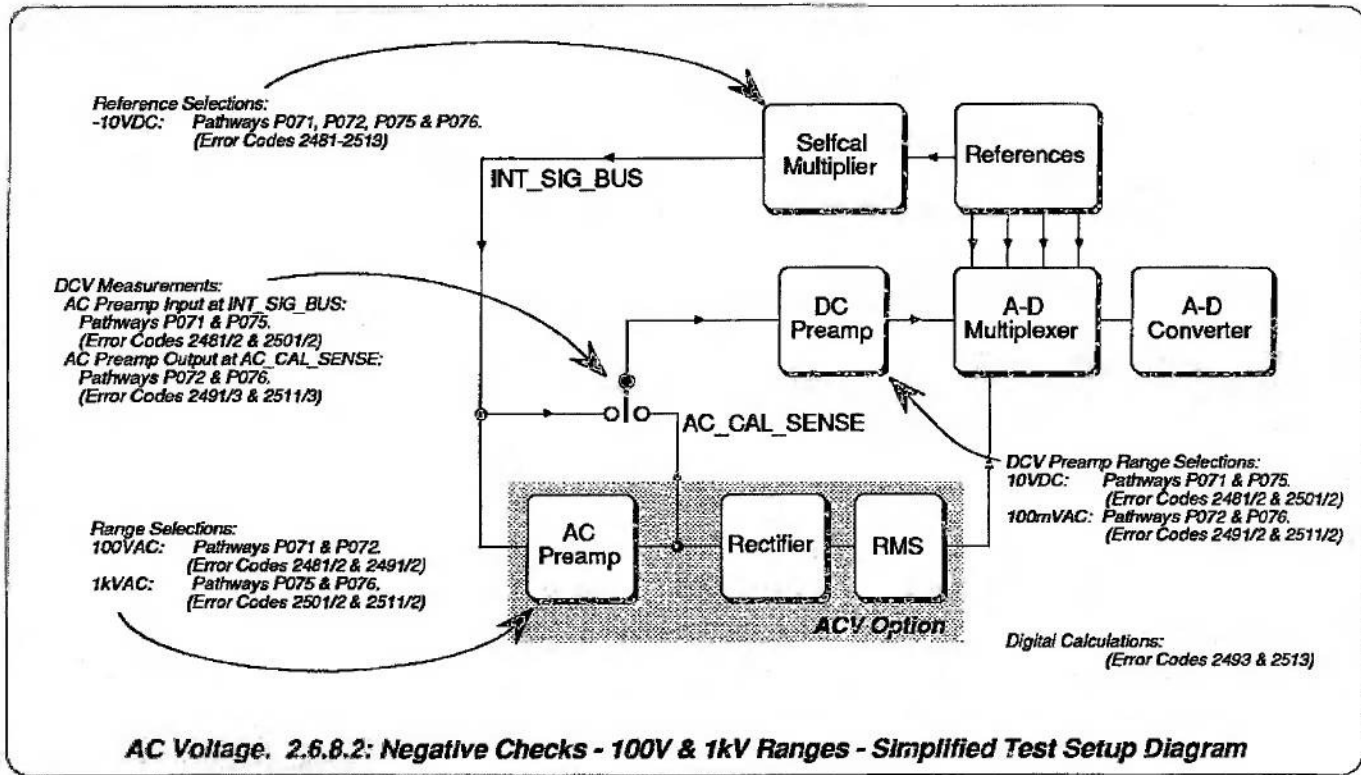 Reference Selections:
-10VDC: Pathways P071, P072, P075 & P076.
(Error Codes 2481-2513)
Selfcal
Multiplier
References
INT_SIG_BUS
DCV Measurements:
AC Preamp Input at INT_SIG_BUS:
Pathways P071 & P075.
(Error Codes 2481/2 & 2501/2)
AC Preamp Output at AC_CAL_SENSE:
Pathways P072 & P076.
(Error Codes 2491/3 & 2511/3)
DC
Preamp
A-D
Multiplexer
A-D
Converter
AC_CAL_SENSE
DCV Preamp Range Selections:
10VDC: Pathways P071 & P075.
(Error Codes 2481/2 & 2501/2)
100mVAC: Pathways P072 & P076.
(Error Codes 2491/2 & 2511/2)
Range Selections:
100VAC: Pathways P071 & P072.
(Error Codes 2481/2 & 2491/2)
1kVAC: Pathways P075 & P076.
(Error Codes 2501/2 & 2511/2)
AC
Preamp
Rectifier
RMS
ACV Option
Digital Calculations:
(Error Codes 2493 & 2513)
AC Voltage. 2.6.8.2: Negative Checks - 100V & 1kV Ranges - Simplified Test Setup Diagram